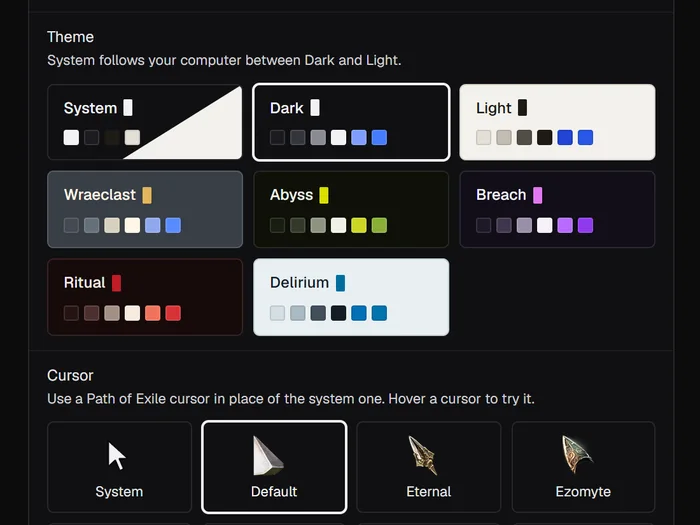 Theme
System follows your computer between Dark and Light.
System
Dark
Light
Wraeclast
Abyss
Breach
Ritual
Delirium
Cursor
Use a Path of Exile cursor in place of the system one. Hover a cursor to try it.
System
Default
Eternal
Ezomyte